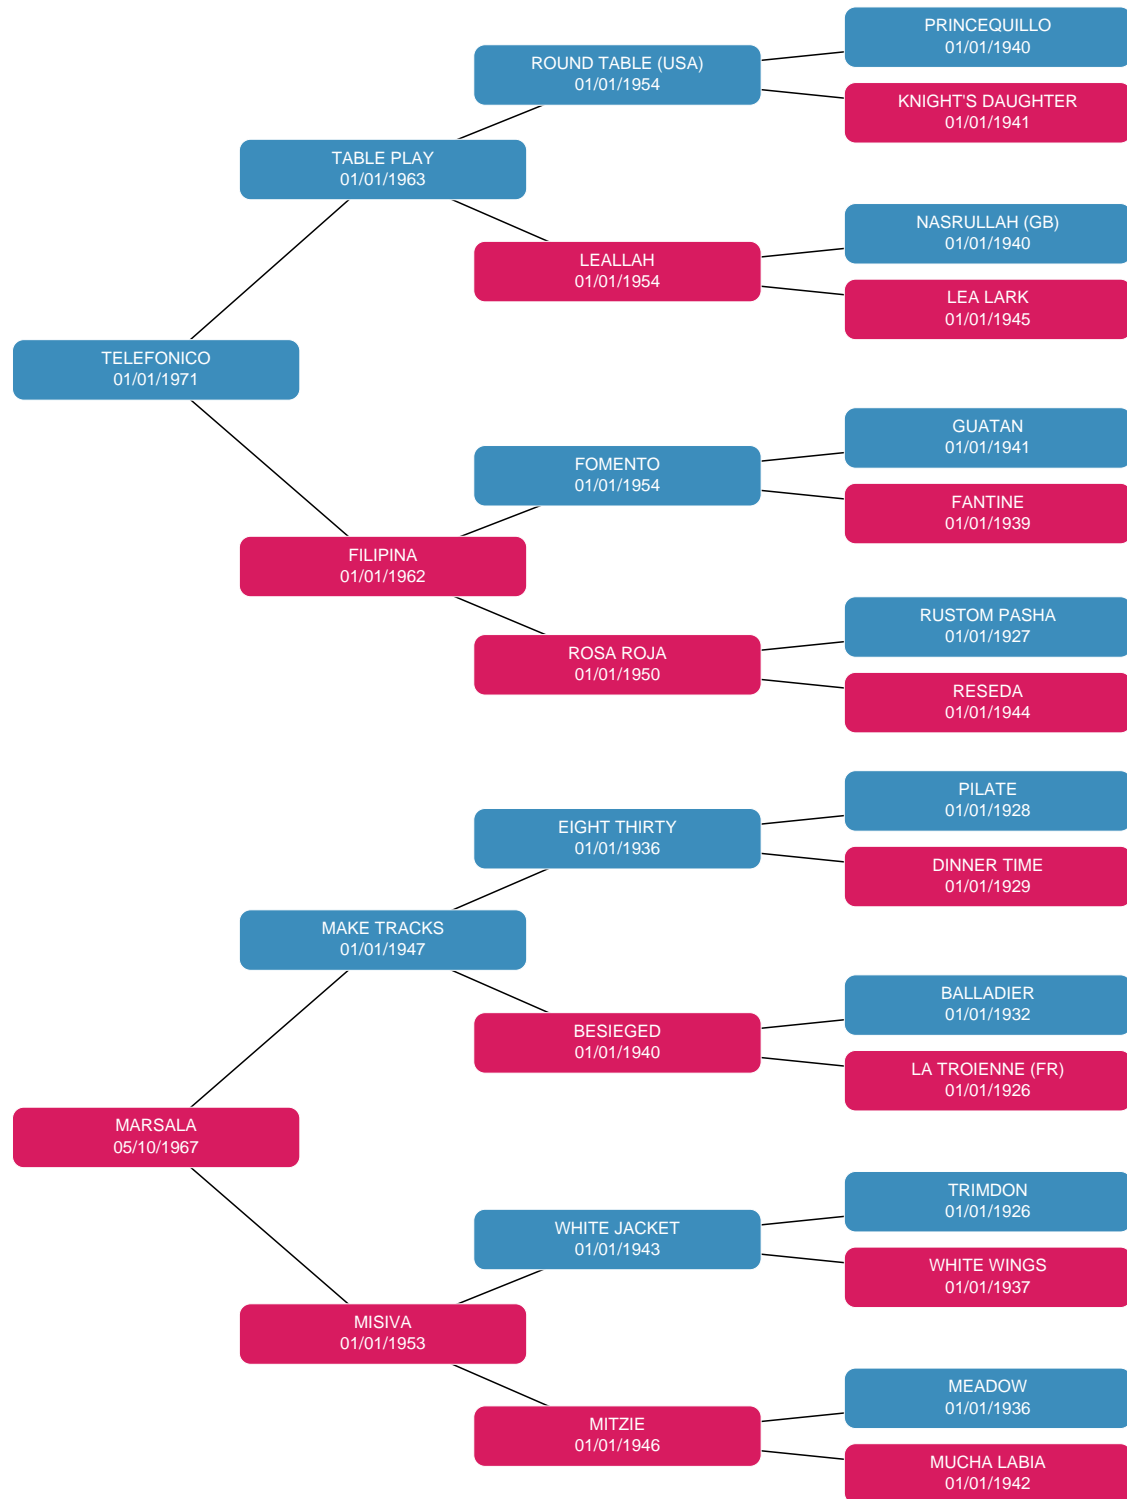 PRINCEQUILLO
01/01/1940
ROUND TABLE (USA)
01/01/1954
KNIGHT'S DAUGHTER
01/01/1941
TABLE PLAY
01/01/1963
NASRULLAH (GB)
01/01/1940
LEALLAH
01/01/1954
LEA LARK
01/01/1945
TELEFONICO
01/01/1971
GUATAN
01/01/1941
FOMENTO
01/01/1954
FANTINE
01/01/1939
FILIPINA
01/01/1962
RUSTOM PASHA
01/01/1927
ROSA ROJA
01/01/1950
RESEDA
01/01/1944
PILATE
01/01/1928
EIGHT THIRTY
01/01/1936
DINNER TIME
01/01/1929
MAKE TRACKS
01/01/1947
BALLADIER
01/01/1932
BESIEGED
01/01/1940
LA TROIENNE (FR)
01/01/1926
MARSALA
05/10/1967
TRIMDON
01/01/1926
WHITE JACKET
01/01/1943
WHITE WINGS
01/01/1937
MISIVA
01/01/1953
MEADOW
01/01/1936
MITZIE
01/01/1946
MUCHA LABIA
01/01/1942